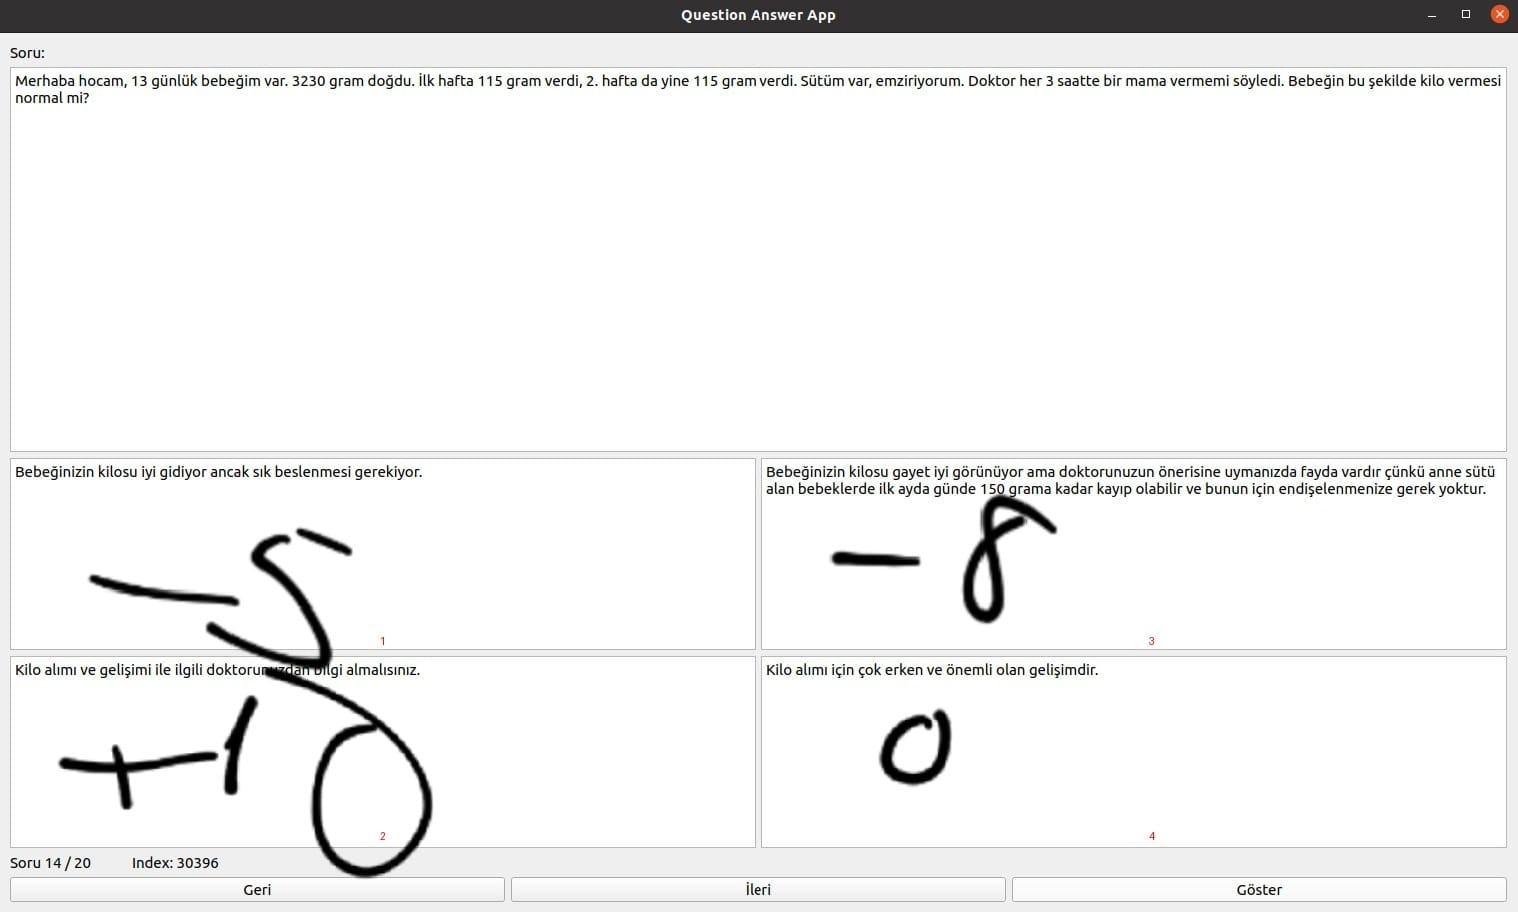 Question Answer App
Soru:
Merhaba hocam, 13 günlük bebeğim var. 3230 gram doğdu. İlk hafta 115 gram verdi, 2. hafta da yine 115 gram verdi. Sütüm var, emziriyorum. Doktor her 3 saatte bir mama vermemi söyledi. Bebeğin bu şekilde kilo vermesi
normal mi?
Bebeğinizin kilosu iyi gidiyor ancak sık beslenmesi gerekiyor.
-5
1
Bebeğinizin kilosu gayet iyi görünüyor ama doktorunuzun önerisine uymanızda fayda vardır çünkü anne sütü
alan bebeklerde ilk ayda günde 150 grama kadar kayıp olabilir ve bunun için endişelenmenize gerek yoktur.
-8
3
Kilo alımı ve gelişimi ile ilgili doktorunuzdan bilgi almalısınız.
+10
2
Kilo alımı için çok erken ve önemli olan gelişimdir.
0
4
Soru 14 / 20 Index: 30396
Geri İleri Göster